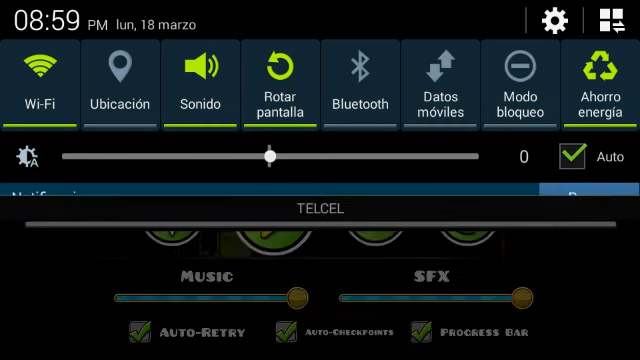 08:59 PM lun, 18 marzo
Wi-Fi
Ubicación
Sonido
Rotar pantalla
Bluetooth
Datos móviles
Modo bloqueo
Ahorro energía
A
0
Auto
TELCEL
MUSIC
SFX
AUTO-RETRY
AUTO-CHECKPOINTS
PROGRESS BAR